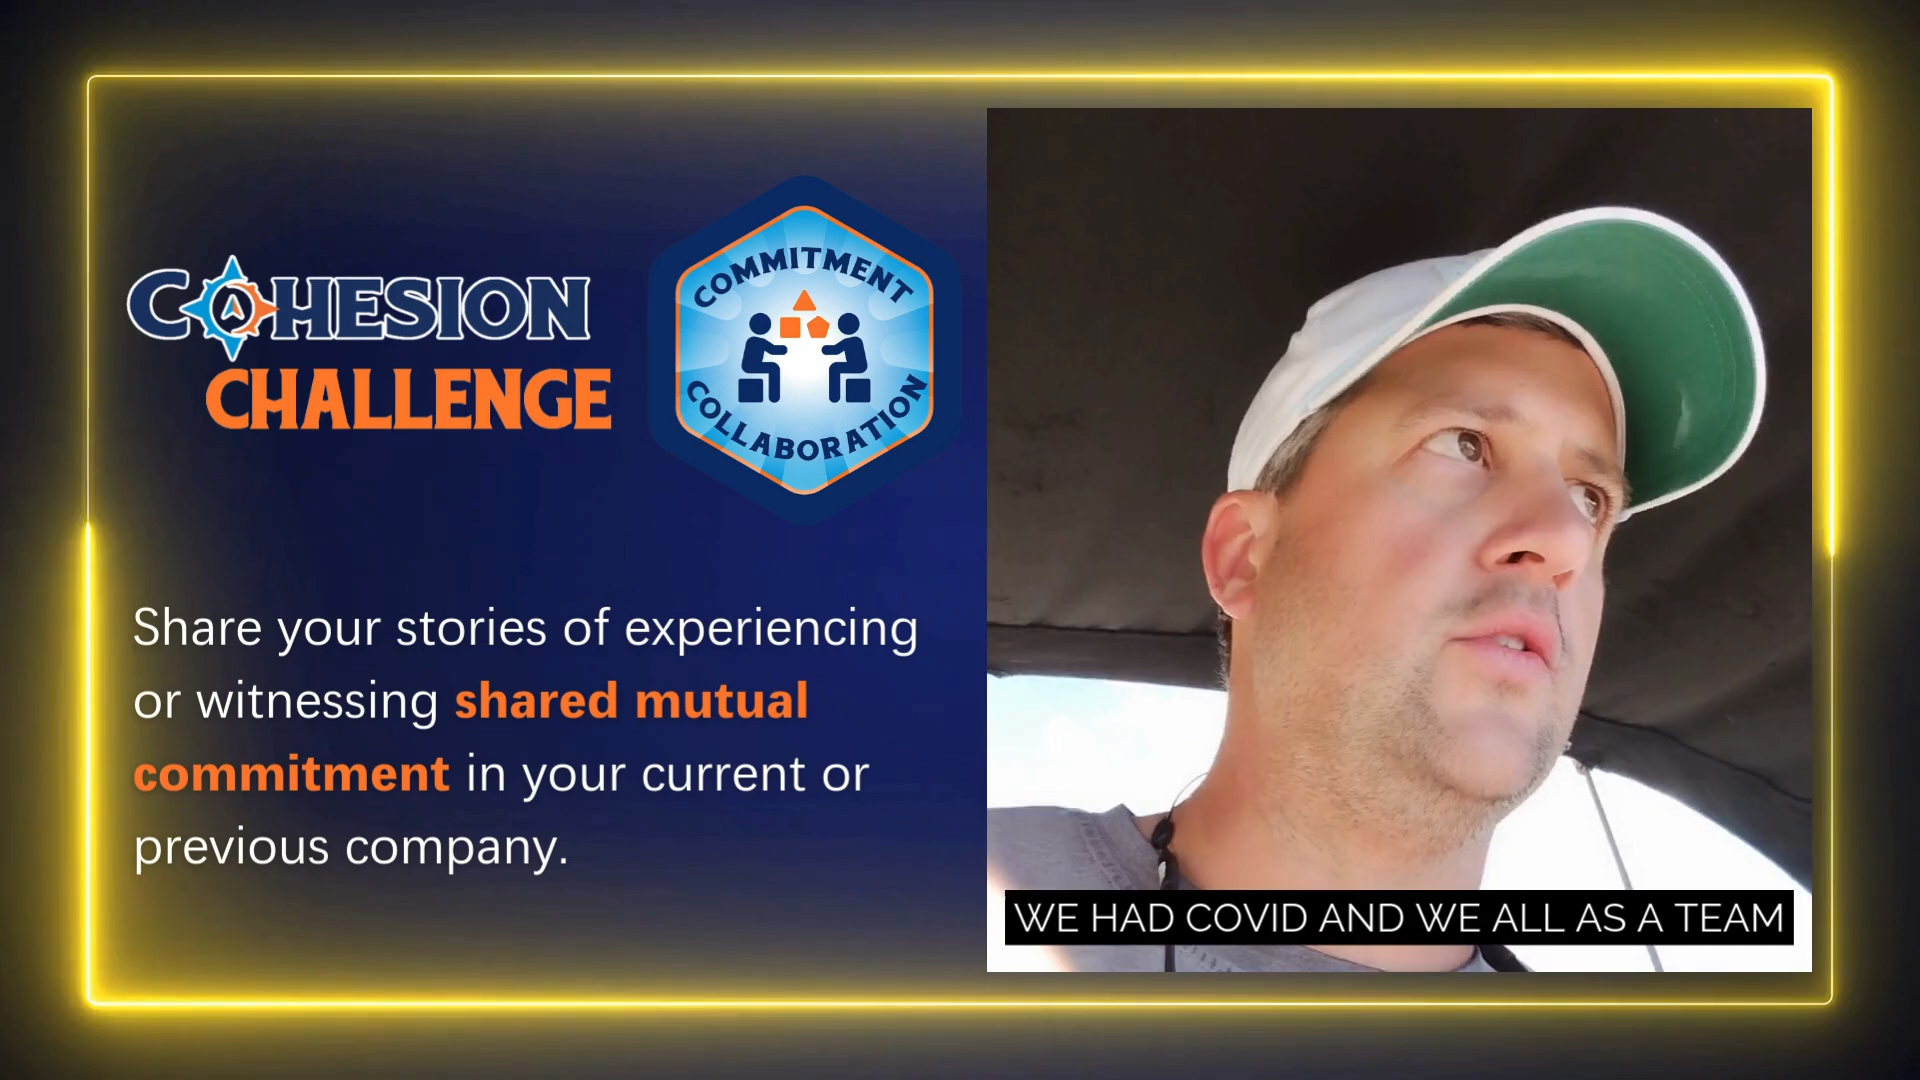 COHESION
CHALLENGE
COMMITMENT
COLLABORATION
Share your stories of experiencing
or witnessing shared mutual
commitment in your current or
previous company.
WE HAD COVID AND WE ALL AS A TEAM